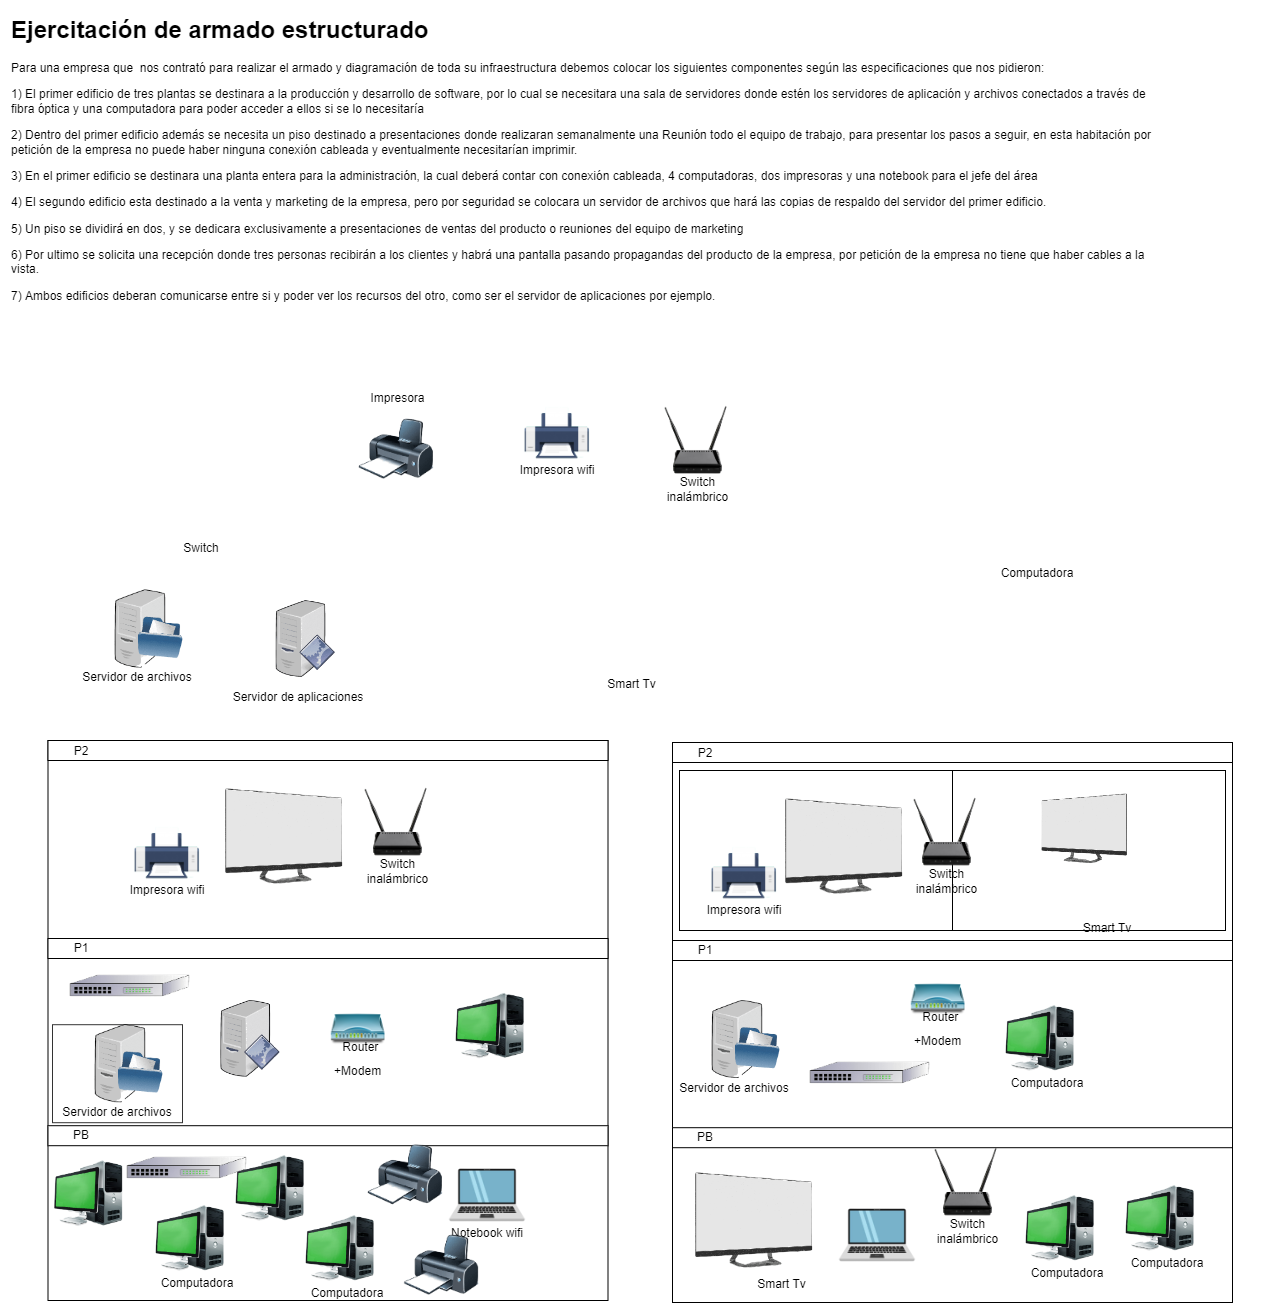 Ejercitación de armado estructurado
Para una empresa que  nos contrató para realizar el armado y diagramación de toda su infraestructura debemos colocar los siguientes componentes según las especificaciones que nos pidieron:
1) El primer edificio de tres plantas se destinara a la producción y desarrollo de software, por lo cual se necesitara una sala de servidores donde estén los servidores de aplicación y archivos conectados a través de
fibra óptica y una computadora para poder acceder a ellos si se lo necesitaría
2) Dentro del primer edificio además se necesita un piso destinado a presentaciones donde realizaran semanalmente una Reunión todo el equipo de trabajo, para presentar los pasos a seguir, en esta habitación por
petición de la empresa no puede haber ninguna conexión cableada y eventualmente necesitarían imprimir.
3) En el primer edificio se destinara una planta entera para la administración, la cual deberá contar con conexión cableada, 4 computadoras, dos impresoras y una notebook para el jefe del área
4) El segundo edificio esta destinado a la venta y marketing de la empresa, pero por seguridad se colocara un servidor de archivos que hará las copias de respaldo del servidor del primer edificio.
5) Un piso se dividirá en dos, y se dedicara exclusivamente a presentaciones de ventas del producto o reuniones del equipo de marketing
6) Por ultimo se solicita una recepción donde tres personas recibirán a los clientes y habrá una pantalla pasando propagandas del producto de la empresa, por petición de la empresa no tiene que haber cables a la
vista.
7) Ambos edificios deberan comunicarse entre si y poder ver los recursos del otro, como ser el servidor de aplicaciones por ejemplo.
Impresora
Impresora wifi
Switch
inalámbrico
Switch
Computadora
Servidor de archivos
Servidor de aplicaciones
Smart Tv
P2
Impresora wifi
Switch
inalámbrico
P1
Servidor de archivos
Router
+Modem
PB
Computadora
Computadora
Notebook wifi
P2
Impresora wifi
Switch
inalámbrico
Smart Tv
P1
Servidor de archivos
Router
+Modem
Computadora
PB
Smart Tv
Switch
inalámbrico
Computadora
Computadora